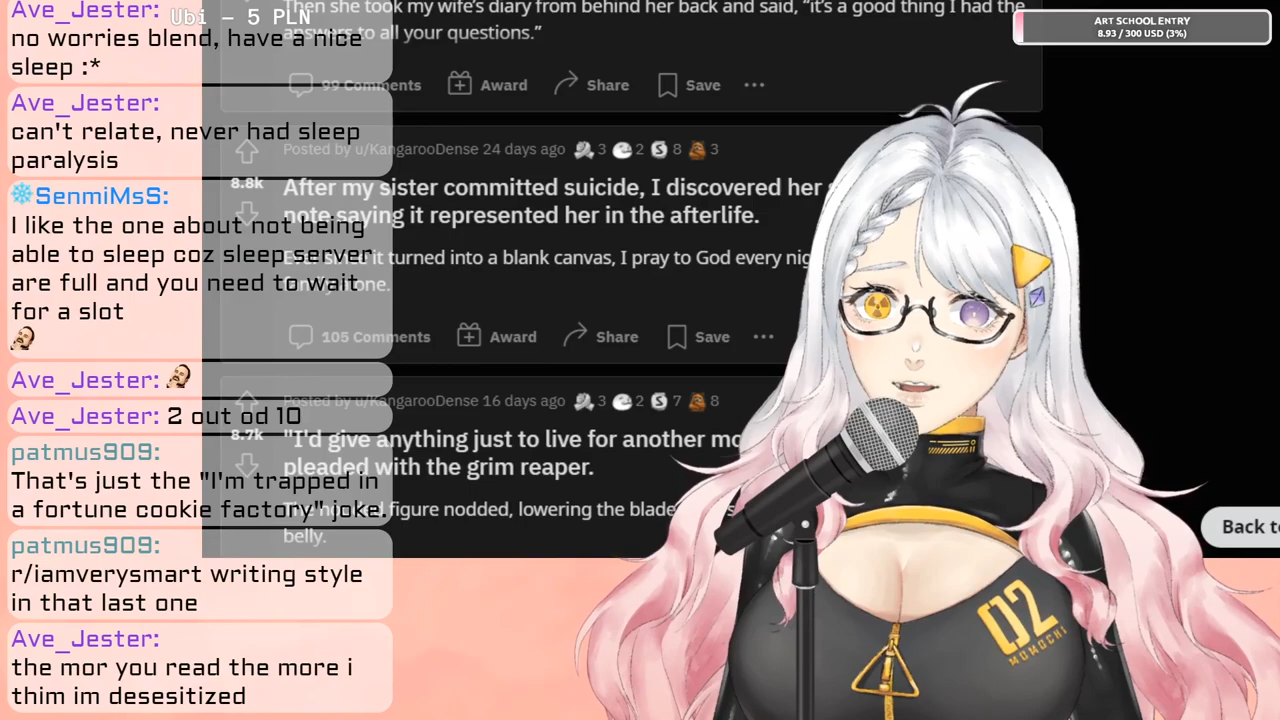 Ave_Jester:
no worries blend, have a nice
sleep :*
Ave_Jester:
can't relate, never had sleep
paralysis
SenmiMsS:
I like the one about not being
able to sleep coz sleep server
are full and you need to wait
for a slot
Ave_Jester:
Ave_Jester: 2 out od 10
patmus909:
That's just the "I'm trapped in
a fortune cookie factory" joke.
patmus909:
r/iamverysmart writing style
in that last one
Ave_Jester:
the mor you read the more i
thim im desesitized
Ubi – 5 PLN
Then she took my wife's diary from behind her back and said, "it's a good thing I had the
answers to all your questions."
99 Comments Award Share Save
Posted by u/KangarooDense 24 days ago 3 2 8 3
8.8k
After my sister committed suicide, I discovered her
note saying it represented her in the afterlife.
Ever since it turned into a blank canvas, I pray to God every
105 Comments Award Share Save
Posted by u/KangarooDense 16 days ago 3 2 7 8
8.7k
"I'd give anything just to live for another
pleaded with the grim reaper.
The hooded figure nodded, lowering the blade
belly.
ART SCHOOL ENTRY
8.93 / 300 USD (3%)
Back
02
MOMOCHI